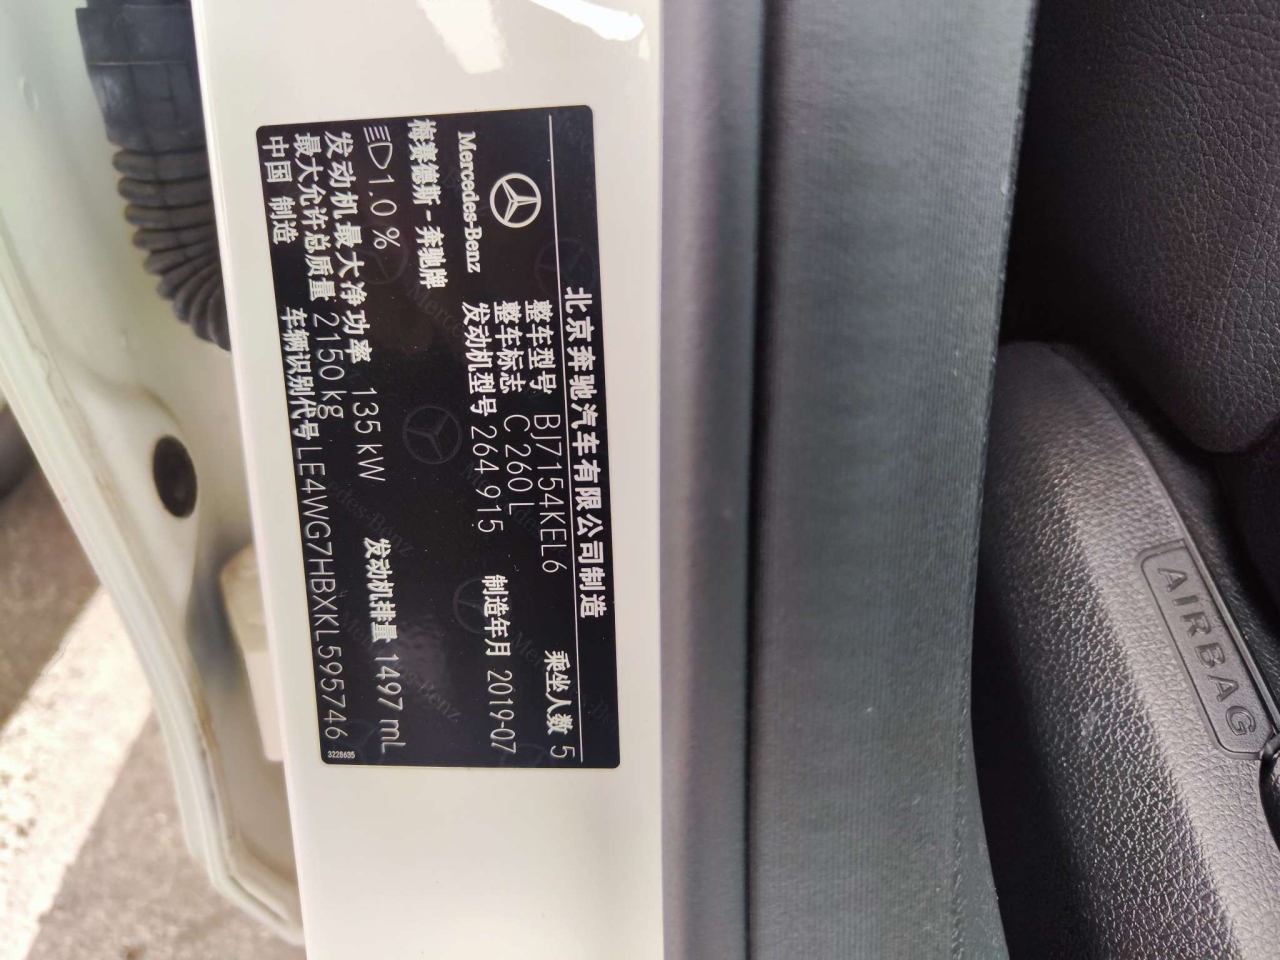 北京奔驰汽车有限公司制造
Mercedes-Benz
整车型号 BJ7154KEL6
乘坐人数 5
整车标志 C 260 L
梅赛德斯-奔驰牌
发动机型号 264 915
制造年月 2019-07
1.0 %
发动机最大净功率 135 kW
发动机排量 1497 mL
最大允许总质量 2150 kg
中国 制造
车辆识别代号 LE4WG7HBXKL595746
3228635
AIRBAG